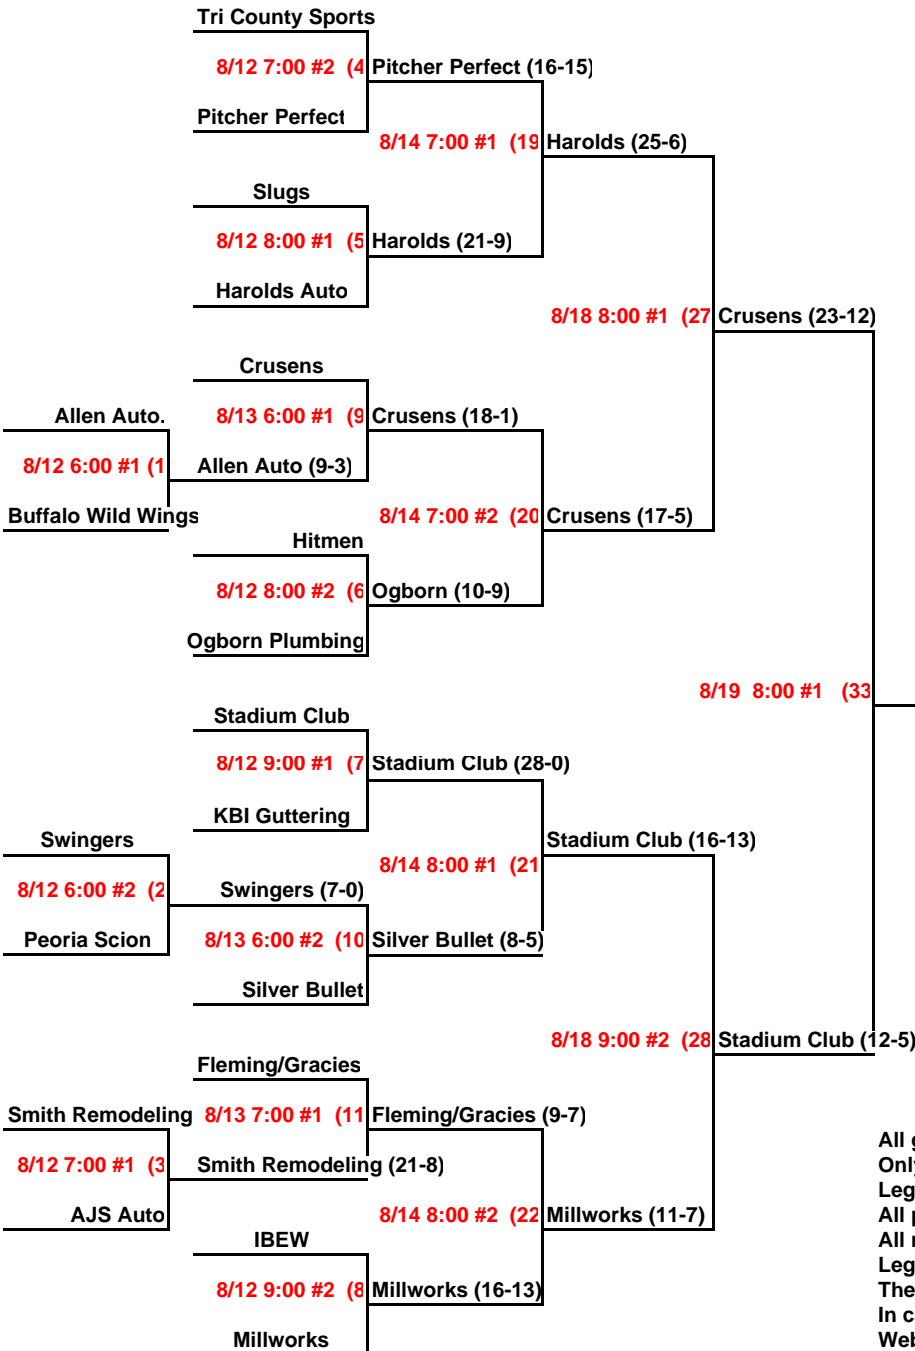 Tri County Sports
8/12 7:00 #2 (4 Pitcher Perfect (16-15)
Pitcher Perfect
8/14 7:00 #1 (19 Harolds (25-6)
Slugs
8/12 8:00 #1 (5 Harolds (21-9)
Harolds Auto
8/18 8:00 #1 (27 Crusens (23-12)
Crusens
Allen Auto. 8/13 6:00 #1 (9 Crusens (18-1)
8/12 6:00 #1 (1 Allen Auto (9-3)
Buffalo Wild Wings 8/14 7:00 #2 (20 Crusens (17-5)
Hitmen
8/12 8:00 #2 (6 Ogborn (10-9)
Ogborn Plumbing
8/19 8:00 #1 (33
Stadium Club
8/12 9:00 #1 (7 Stadium Club (28-0)
KBI Guttering
Swingers Stadium Club (16-13)
8/14 8:00 #1 (21
8/12 6:00 #2 (2 Swingers (7-0)
Peoria Scion 8/13 6:00 #2 (10 Silver Bullet (8-5)
Silver Bullet
8/18 9:00 #2 (28 Stadium Club (12-5)
Fleming/Gracies
Smith Remodeling 8/13 7:00 #1 (11 Fleming/Gracies (9-7)
All g
8/12 7:00 #1 (3 Smith Remodeling (21-8)
Onl
Leg
AJS Auto 8/14 8:00 #2 (22 Millworks (11-7)
All p
IBEW
All r
Leg
8/12 9:00 #2 (8 Millworks (16-13)
The
In c
Millworks
Web